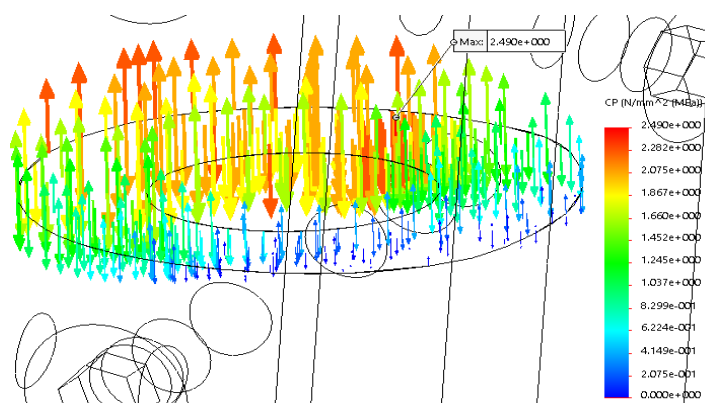 Max: 2.490e+000
CP (N/mm^2 (MPa))
2.490e+000
2.282e+000
2.075e+000
1.867e+000
1.660e+000
1.452e+000
1.245e+000
1.037e+000
8.299e-001
6.224e-001
4.149e-001
2.075e-001
0.000e+000